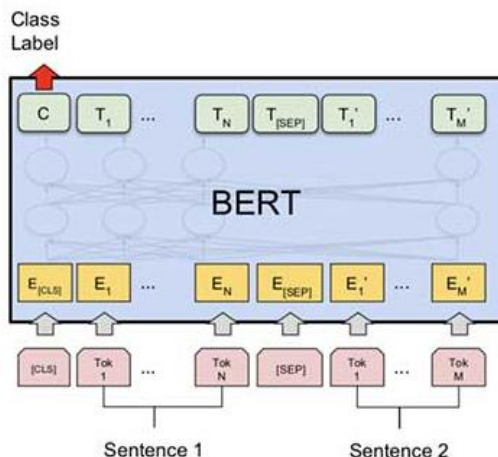 Class
Label
C T1 ... TN T[SEP] T1' ... TM'
BERT
E[CLS] E1 ... EN E[SEP] E1' ... EM'
[CLS] Tok 1 ... Tok N [SEP] Tok 1 ... Tok M
Sentence 1 Sentence 2